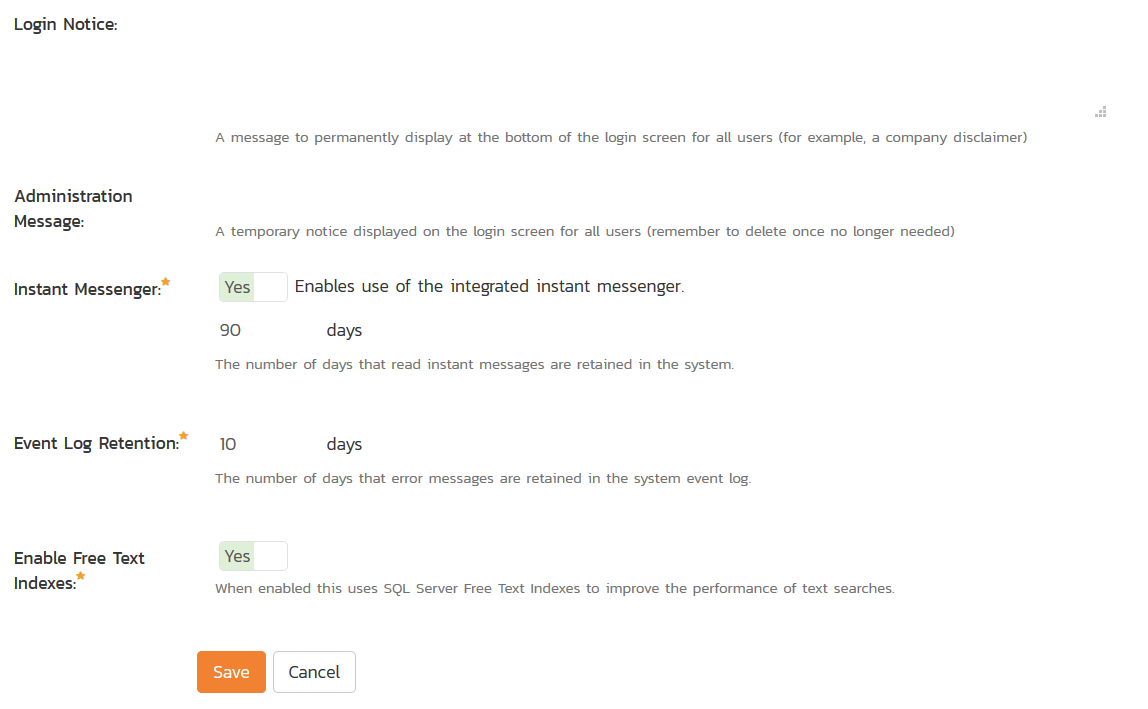 Login Notice:
A message to permanently display at the bottom of the login screen for all users (for example, a company disclaimer)
Administration
Message:
A temporary notice displayed on the login screen for all users (remember to delete once no longer needed)
Instant Messenger:* Yes Enables use of the integrated instant messenger.
90 days
The number of days that read instant messages are retained in the system.
Event Log Retention:* 10 days
The number of days that error messages are retained in the system event log.
Enable Free Text
Indexes:*
Yes
When enabled this uses SQL Server Free Text Indexes to improve the performance of text searches.
Save Cancel